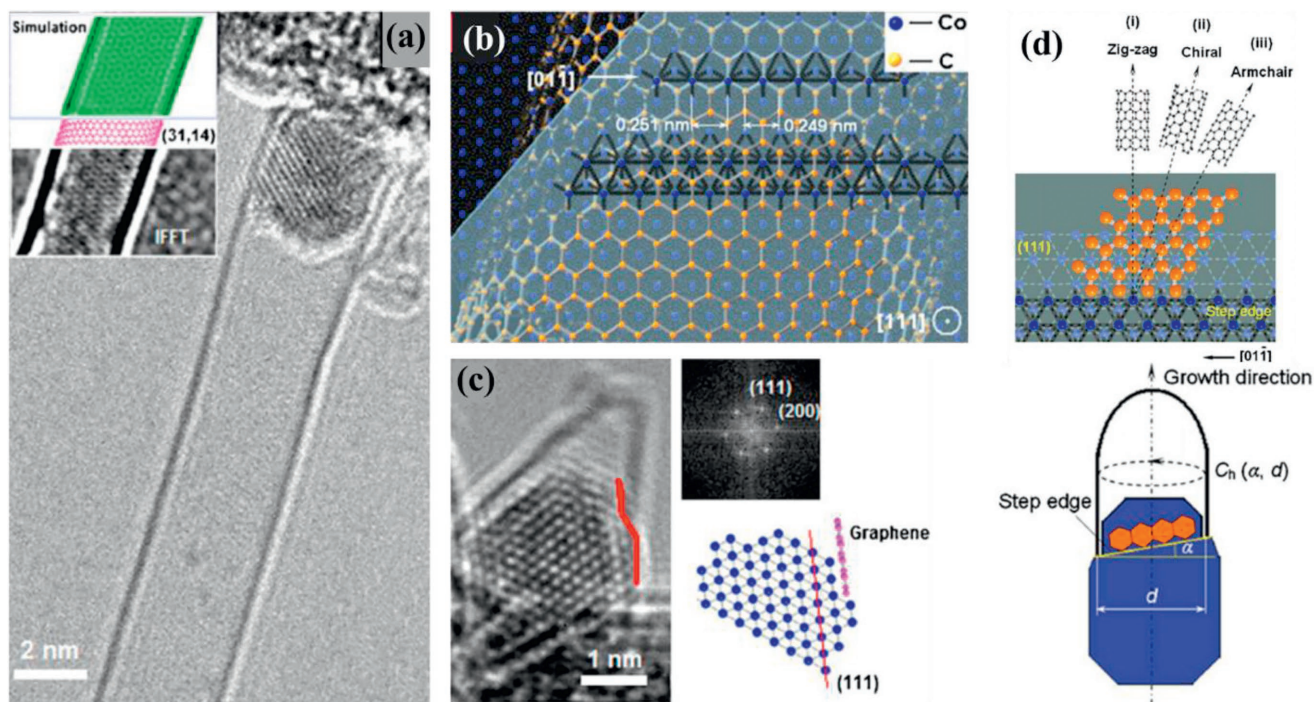 (a)
Simulation
(31,14)
IFFT
2 nm
(b)
Co
C
[011̄]
0.251 nm
0.249 nm
[111]
(c)
1 nm
(111)
(200)
Graphene
(111)
(d)
(i)
Zig-zag
(ii)
Chiral
(iii)
Armchair
(111)
Step edge
[011̄]
Growth direction
Cₕ (α, d)
Step edge
α
d